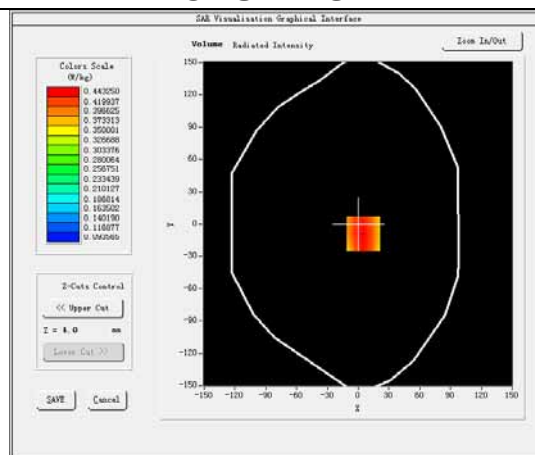 SAR Visualisation Graphical Interface
Volume Radiated Intensity
Zoom In/Out
Colors Scale
(W/kg)
0.443250
0.419937
0.396625
0.373313
0.350001
0.326688
0.303376
0.280064
0.256751
0.233439
0.210127
0.186814
0.163502
0.140190
0.116877
150
120
90
60
30
0
-30
-60
-90
-120
-150
Y
-150 -120 -90 -60 -30 0 30 60 90 120 150
Z-Cuts Control
<< Upper Cut
Z = 4.0 mm
Lower Cut >>
SAVE
Cancel